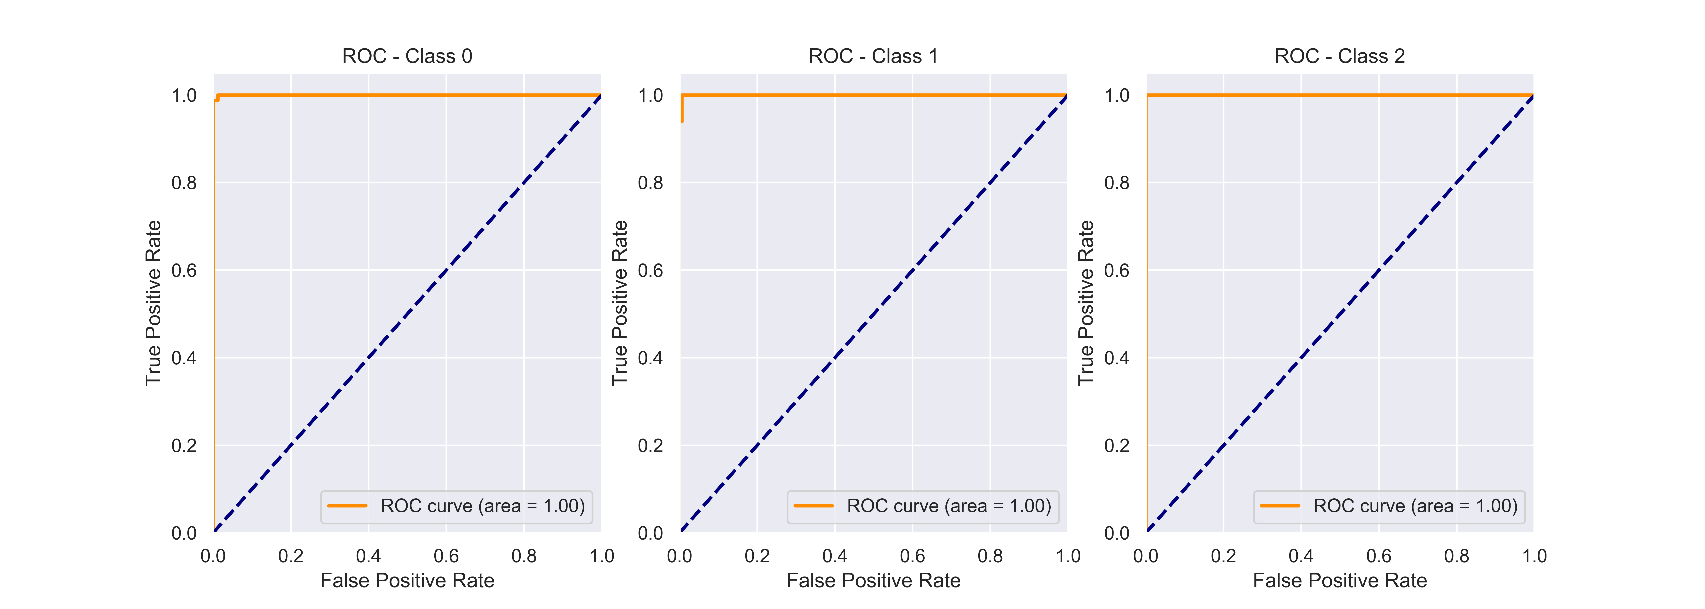 ROC - Class 0
1.0
0.8
0.6
0.4
0.2
0.0
True Positive Rate
ROC curve (area = 1.00)
0.0 0.2 0.4 0.6 0.8 1.0
False Positive Rate
ROC - Class 1
1.0
0.8
0.6
0.4
0.2
0.0
True Positive Rate
ROC curve (area = 1.00)
0.0 0.2 0.4 0.6 0.8 1.0
False Positive Rate
ROC - Class 2
1.0
0.8
0.6
0.4
0.2
0.0
True Positive Rate
ROC curve (area = 1.00)
0.0 0.2 0.4 0.6 0.8 1.0
False Positive Rate